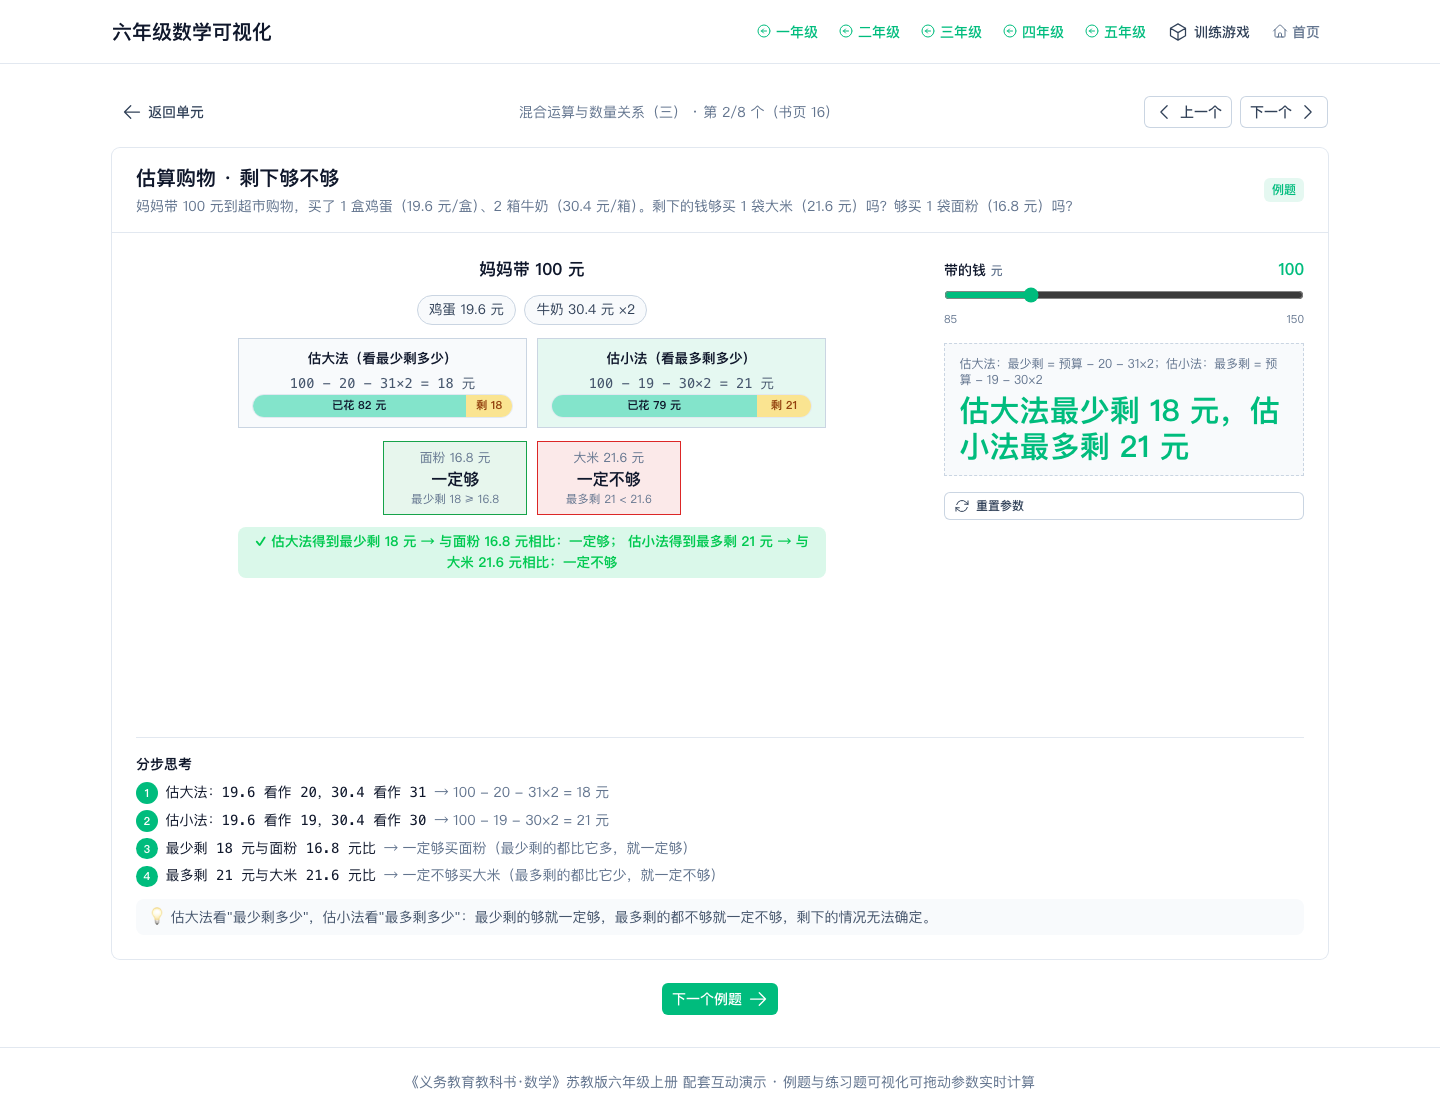 六年级数学可视化
一年级 二年级 三年级 四年级 五年级 训练游戏 首页
返回单元
混合运算与数量关系（三） · 第 2/8 个（书页 16）
上一个
下一个
估算购物 · 剩下够不够
妈妈带 100 元到超市购物，买了 1 盒鸡蛋（19.6 元/盒）、2 箱牛奶（30.4 元/箱）。剩下的钱够买 1 袋大米（21.6 元）吗？够买 1 袋面粉（16.8 元）吗？
例题
妈妈带 100 元
鸡蛋 19.6 元
牛奶 30.4 元 ×2
估大法（看最少剩多少）
100 − 20 − 31×2 = 18 元
已花 82 元
剩 18
估小法（看最多剩多少）
100 − 19 − 30×2 = 21 元
已花 79 元
剩 21
面粉 16.8 元
一定够
最少剩 18 ≥ 16.8
大米 21.6 元
一定不够
最多剩 21 < 21.6
✓ 估大法得到最少剩 18 元 → 与面粉 16.8 元相比：一定够； 估小法得到最多剩 21 元 → 与
大米 21.6 元相比：一定不够
带的钱 元
100
85
150
估大法：最少剩 = 预算 − 20 − 31×2；估小法：最多剩 = 预
算 − 19 − 30×2
估大法最少剩 18 元，估
小法最多剩 21 元
重置参数
分步思考
1 估大法：19.6 看作 20，30.4 看作 31 → 100 − 20 − 31×2 = 18 元
2 估小法：19.6 看作 19，30.4 看作 30 → 100 − 19 − 30×2 = 21 元
3 最少剩 18 元与面粉 16.8 元比 → 一定够买面粉（最少剩的都比它多，就一定够）
4 最多剩 21 元与大米 21.6 元比 → 一定不够买大米（最多剩的都比它少，就一定不够）
💡 估大法看"最少剩多少"，估小法看"最多剩多少"：最少剩的够就一定够，最多剩的都不够就一定不够，剩下的情况无法确定。
下一个例题
《义务教育教科书·数学》苏教版六年级上册 配套互动演示 · 例题与练习题可视化可拖动参数实时计算